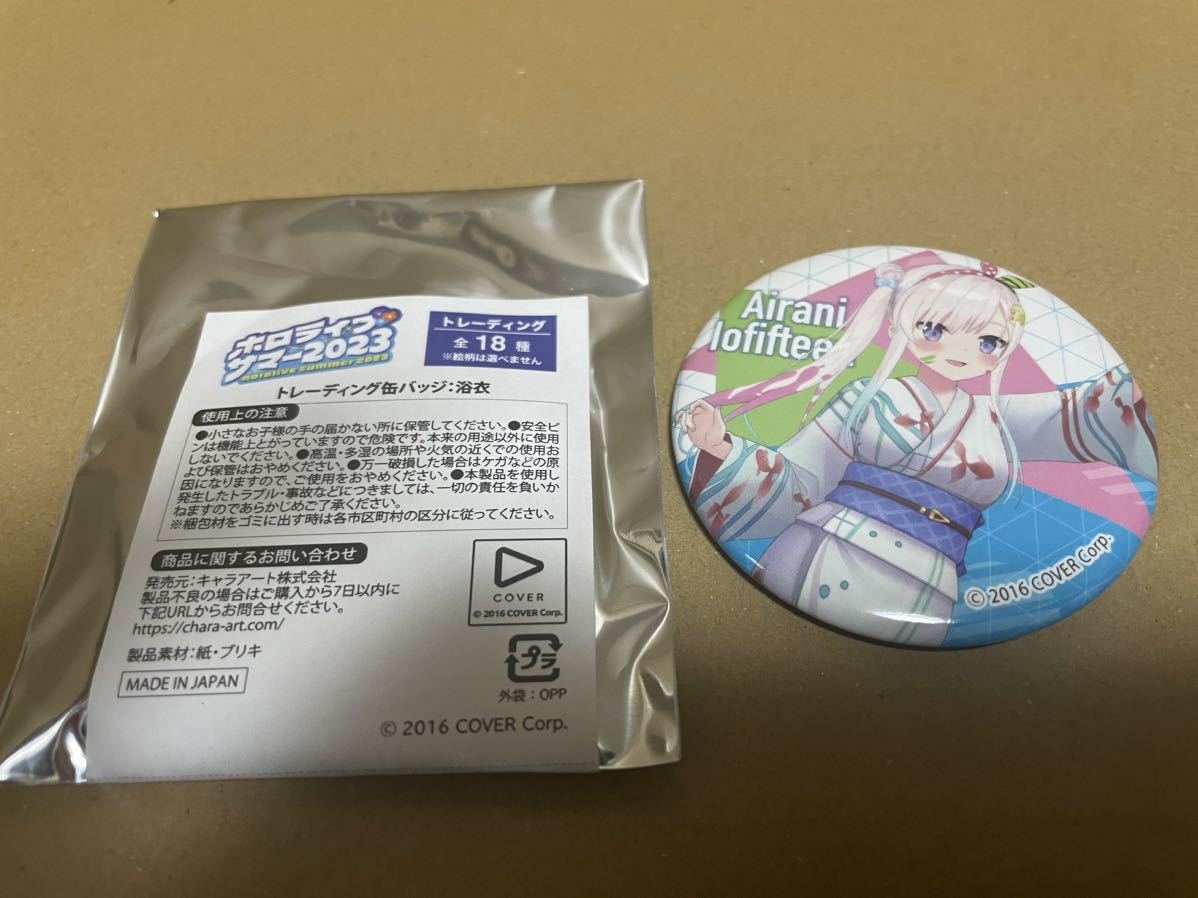 ホロライブ
サマー2023
hololive summer 2023
トレーディング
全18種
※絵柄は選べません
トレーディング缶バッジ:浴衣
使用上の注意
●小さなお子様の手の届かない所に保管してください。●安全ピ
ンは機能上とがっていますので危険です。本来の用途以外に使用
しないでください。●高温・多湿の場所や火気の近くでの使用お
よび保管はおやめください。●万一破損した場合はケガなどの原
因になりますので、ご使用をおやめください。●本製品を使用し
発生したトラブル・事故などにつきましては、一切の責任を負いか
ねますのであらかじめご了承ください。
※梱包材をゴミに出す時は各市区町村の区分に従ってください。
商品に関するお問い合わせ
発売元:キャラアート株式会社
製品不良の場合はご購入から7日以内に
下記URLからお問合せください。
https://chara-art.com/
製品素材:紙・ブリキ
MADE IN JAPAN
COVER
© 2016 COVER Corp.
プラ
外袋:OPP
© 2016 COVER Corp.
Airani
Iofiftee
© 2016 COVER Corp.